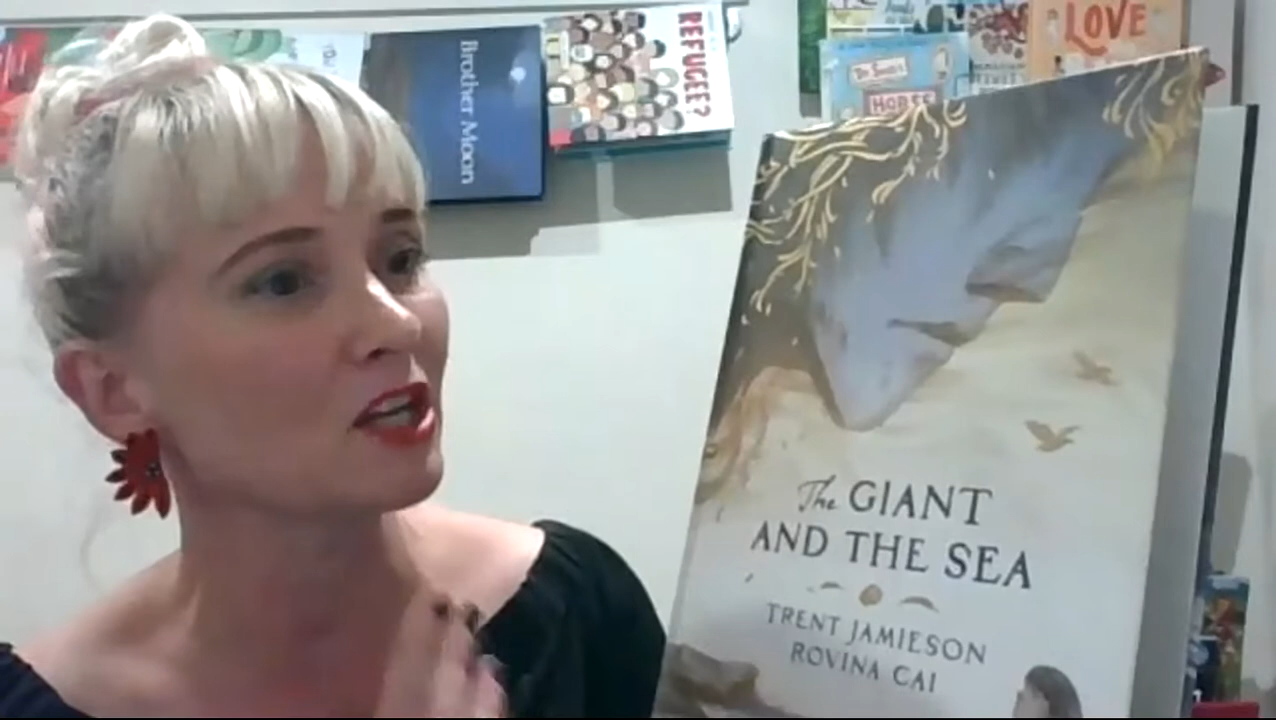 Brother Moon
REFUGEE?
Dr. Seuss's
HORSE
LOVE
The GIANT
AND THE SEA
TRENT JAMIESON
ROVINA CAI